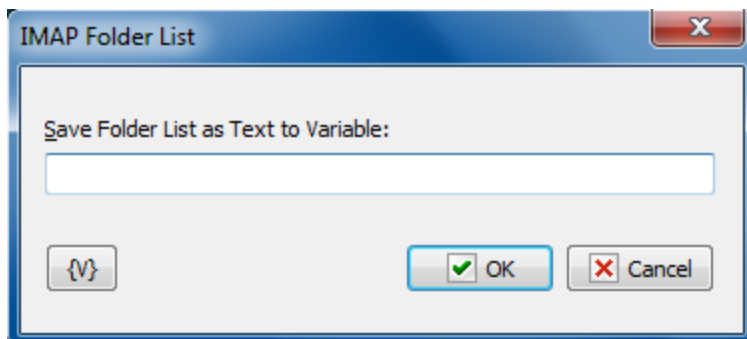 IMAP Folder List
Save Folder List as Text to Variable:
{V}
OK
Cancel